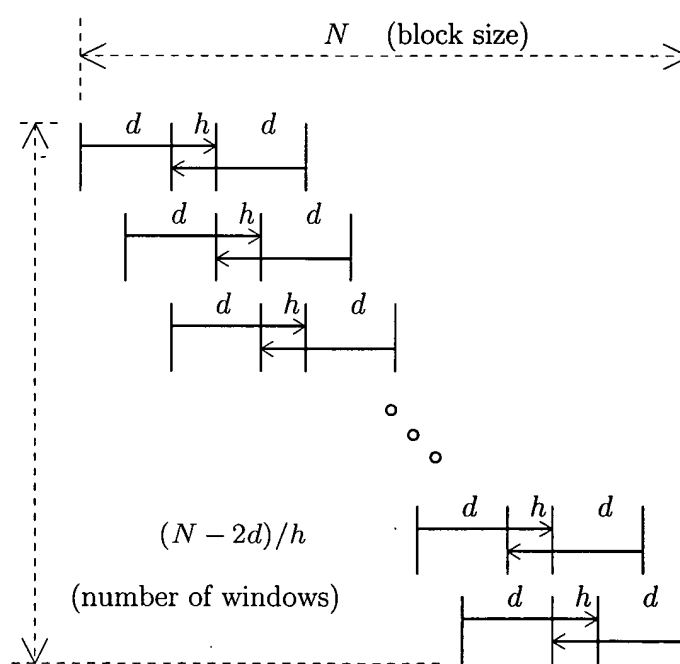 N (block size)
d h d
d h d
d h d
d h d
(N − 2d)/h
d h d
(number of windows)